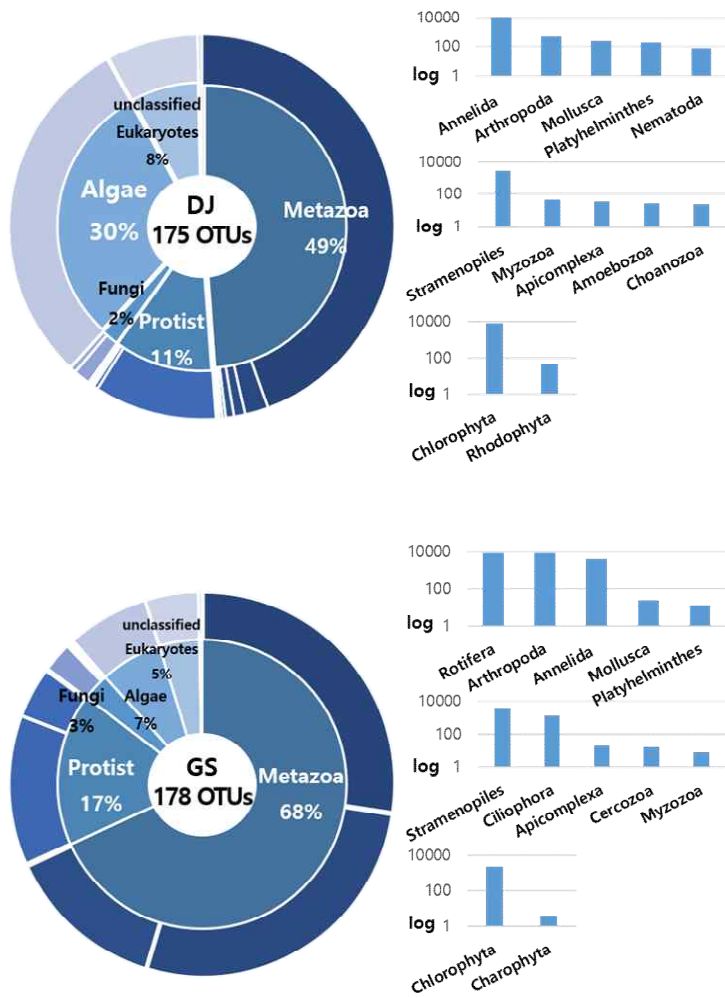 unclassified
Eukaryotes
8%
Algae
30%
DJ
175 OTUs
Metazoa
49%
Fungi
2%
Protist
11%
10000
100
log 1
Annelida
Arthropoda
Mollusca
Platyhelminthes
Nematoda
10000
100
log 1
Stramenopiles
Myzozoa
Apicomplexa
Amoebozoa
Choanozoa
10000
100
log 1
Chlorophyta
Rhodophyta
unclassified
Eukaryotes
5%
Algae
7%
Fungi
3%
Protist
17%
GS
178 OTUs
Metazoa
68%
10000
100
log 1
Rotifera
Arthropoda
Annelida
Mollusca
Platyhelminthes
10000
100
log 1
Stramenopiles
Ciliophora
Apicomplexa
Cercozoa
Myzozoa
10000
100
log 1
Chlorophyta
Charophyta